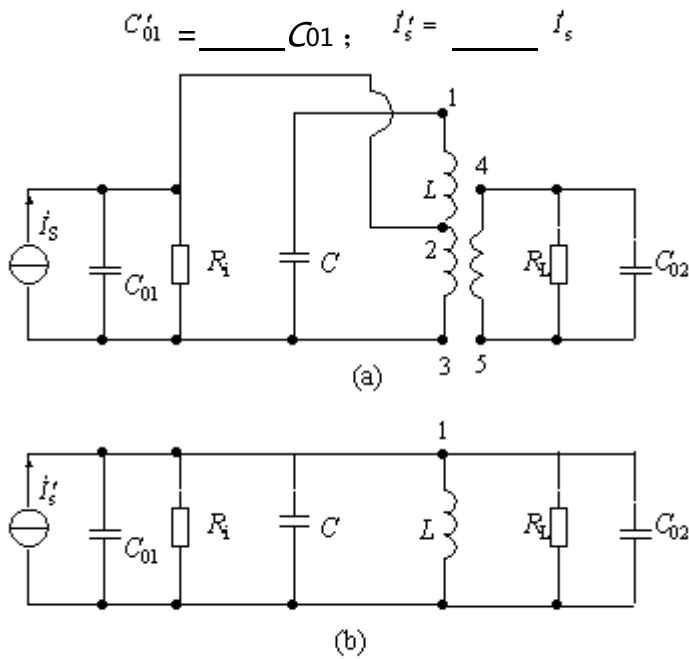 C′01 = ______C01； İ′s = ______ İs
1
4
İS
L
2
C01
Ri
C
RL
C02
3 5
(a)
1
İ′s
C01
Ri
C
L
RL
C02
(b)